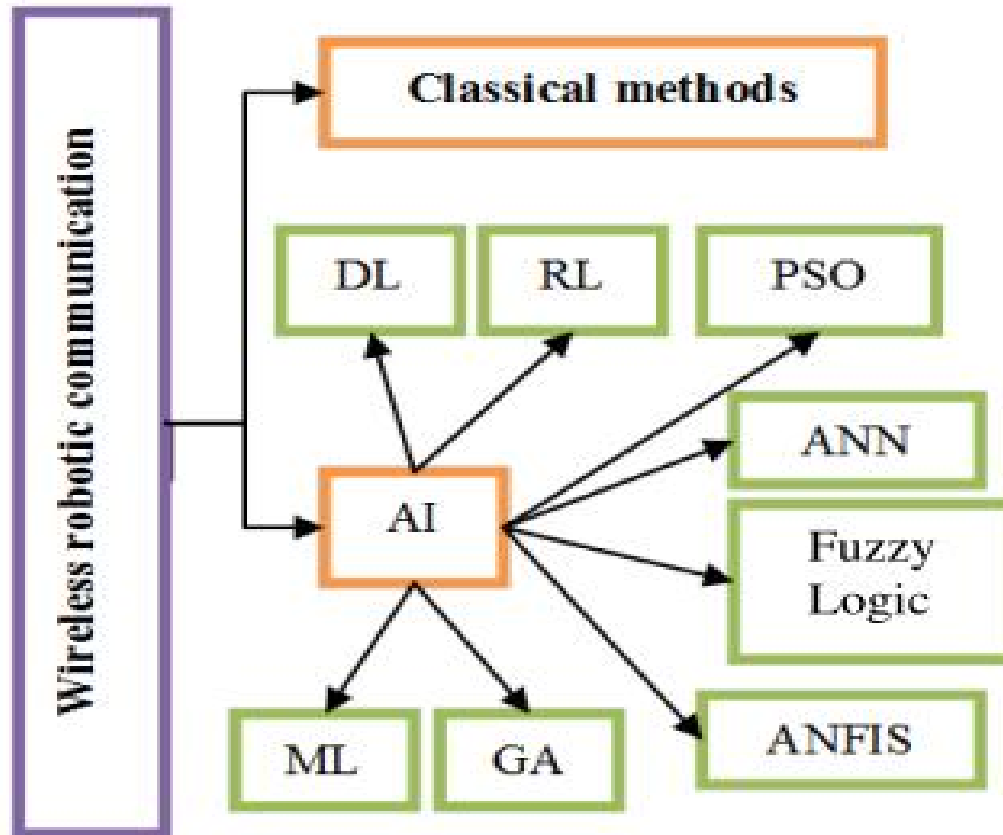 Wireless robotic communication
Classical methods
DL
RL
PSO
ANN
AI
Fuzzy
Logic
ML
GA
ANFIS